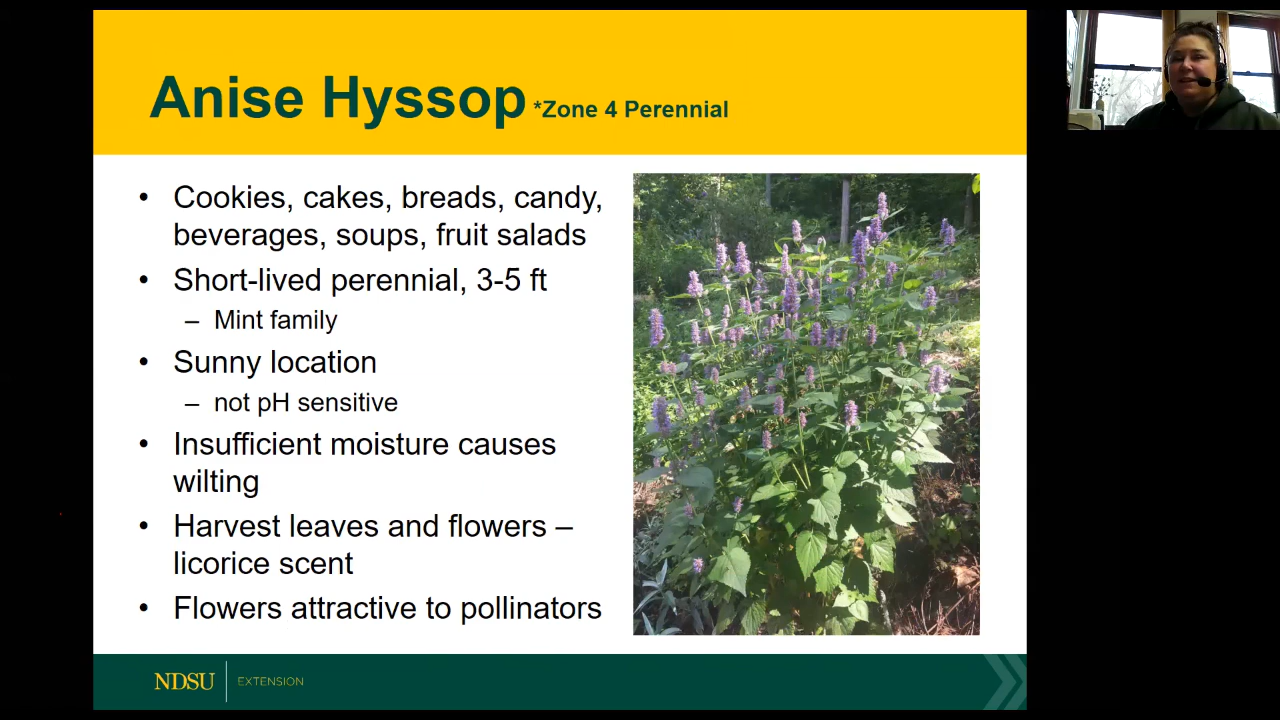 Anise Hyssop *Zone 4 Perennial
• Cookies, cakes, breads, candy,
beverages, soups, fruit salads
• Short-lived perennial, 3-5 ft
– Mint family
• Sunny location
– not pH sensitive
• Insufficient moisture causes
wilting
• Harvest leaves and flowers –
licorice scent
• Flowers attractive to pollinators
NDSU EXTENSION